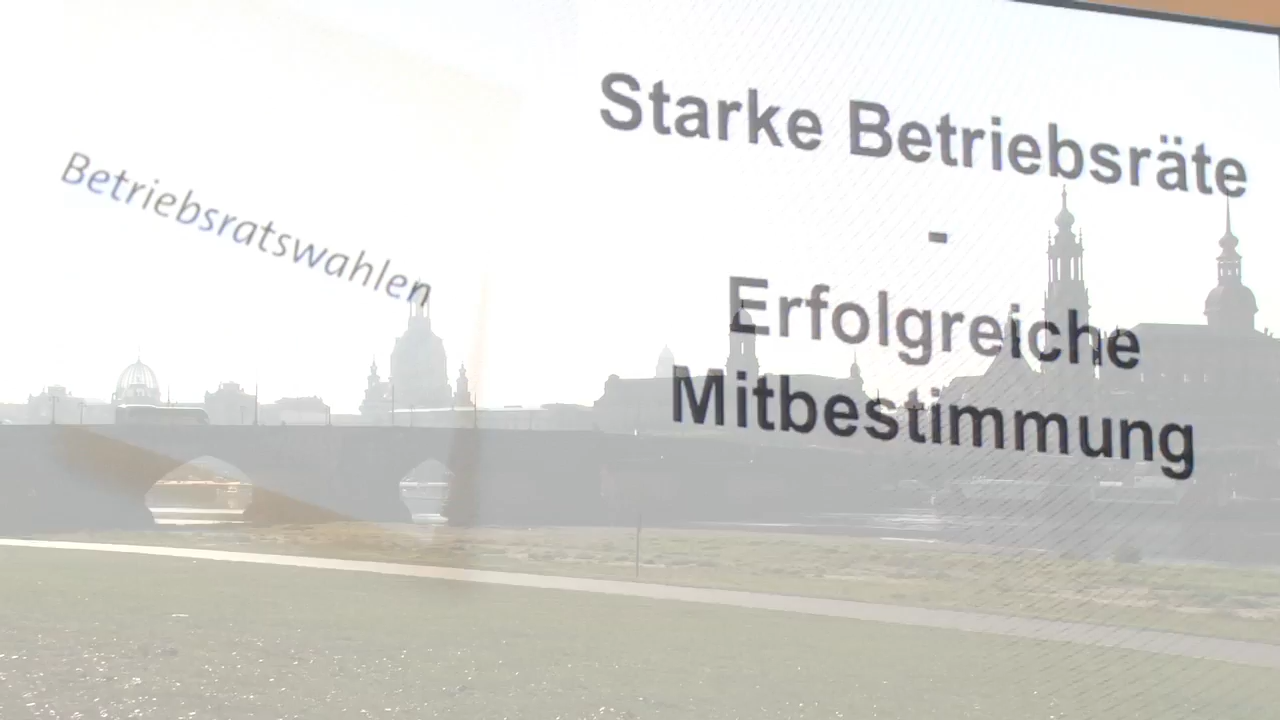 Betriebsratswahlen
Starke Betriebsräte
-
Erfolgreiche
Mitbestimmung